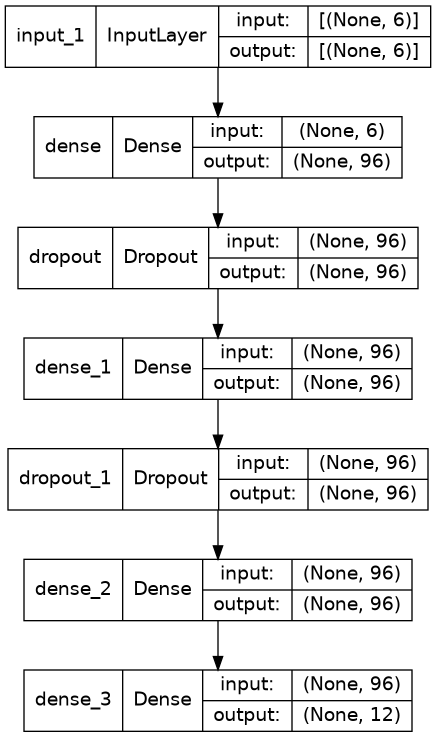 input_1 InputLayer input: [(None, 6)]
output: [(None, 6)]
dense Dense input: (None, 6)
output: (None, 96)
dropout Dropout input: (None, 96)
output: (None, 96)
dense_1 Dense input: (None, 96)
output: (None, 96)
dropout_1 Dropout input: (None, 96)
output: (None, 96)
dense_2 Dense input: (None, 96)
output: (None, 96)
dense_3 Dense input: (None, 96)
output: (None, 12)